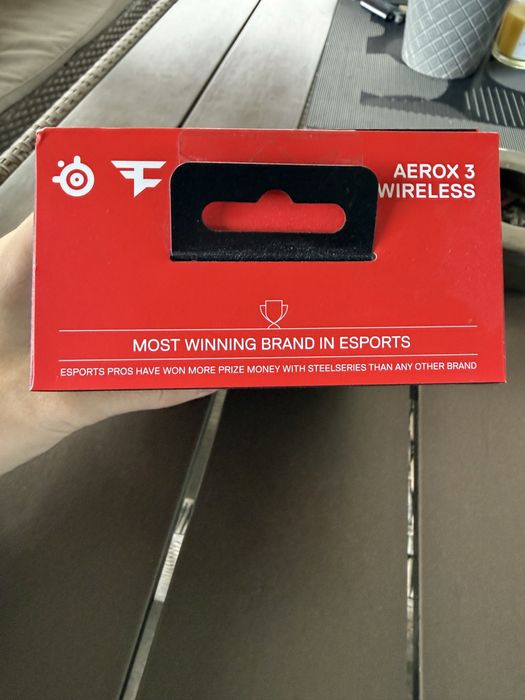 AEROX 3
WIRELESS
MOST WINNING BRAND IN ESPORTS
ESPORTS PROS HAVE WON MORE PRIZE MONEY WITH STEELSERIES THAN ANY OTHER BRAND